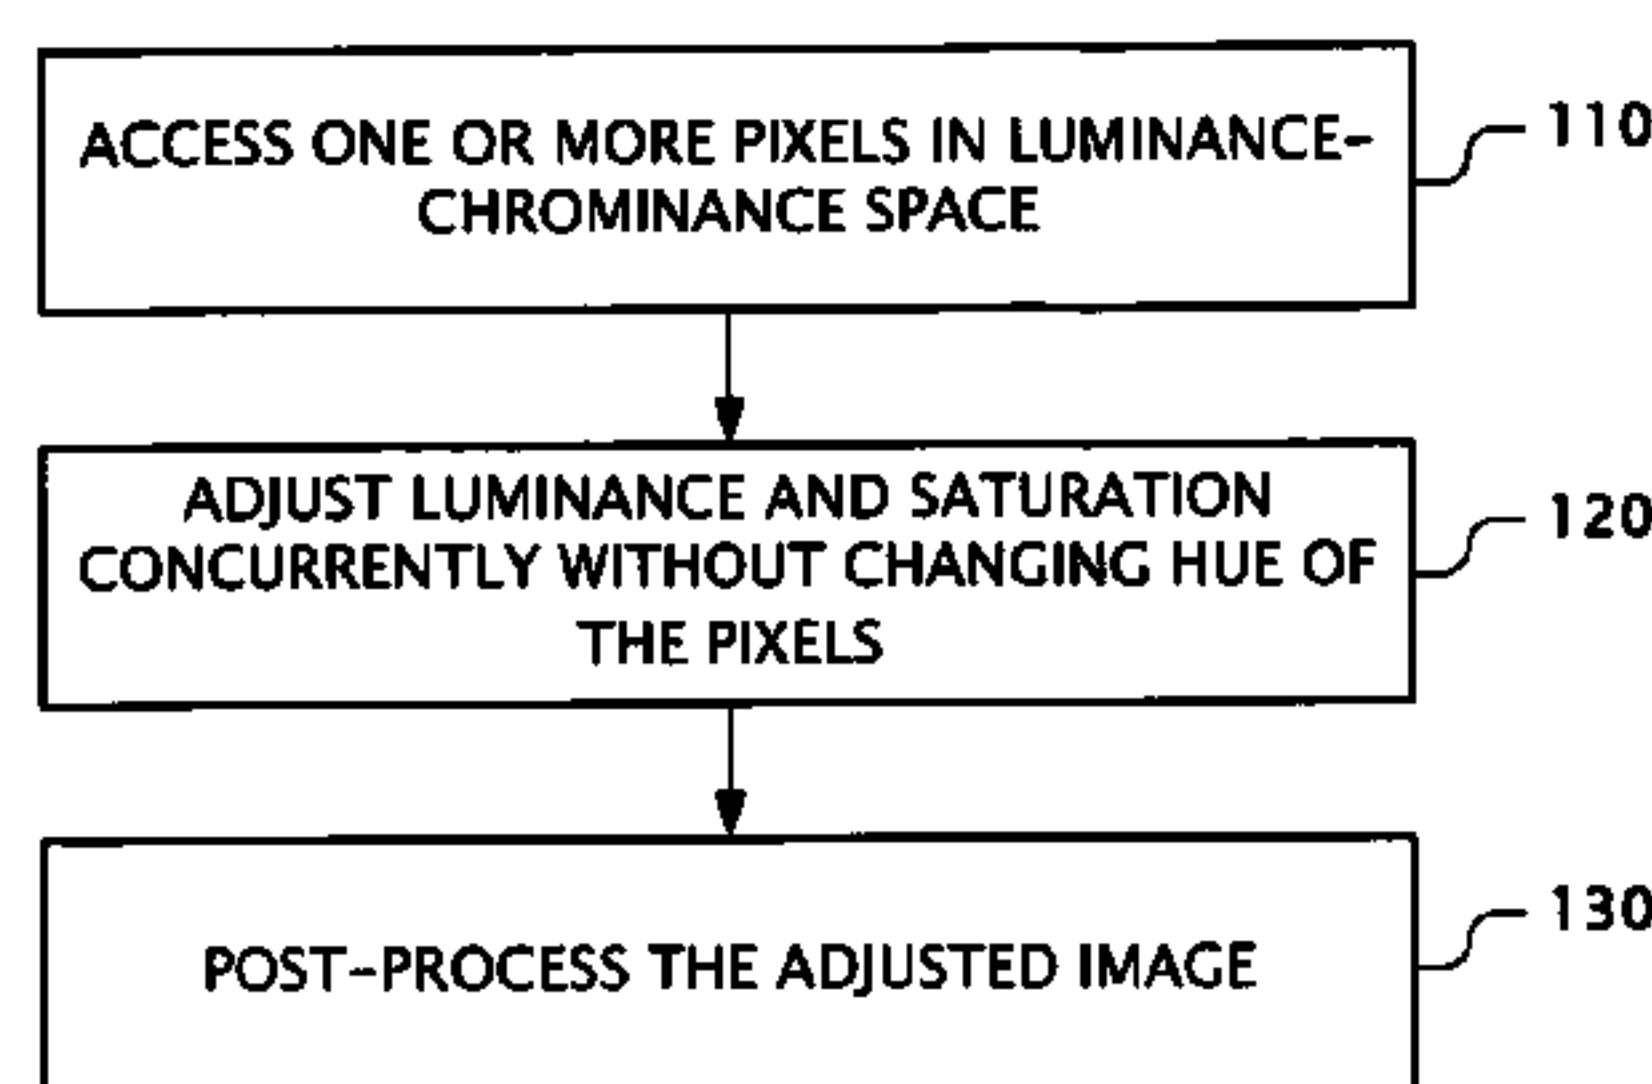 ACCESS ONE OR MORE PIXELS IN LUMINANCE-
CHROMINANCE SPACE
110
ADJUST LUMINANCE AND SATURATION
CONCURRENTLY WITHOUT CHANGING HUE OF
THE PIXELS
120
POST-PROCESS THE ADJUSTED IMAGE
130